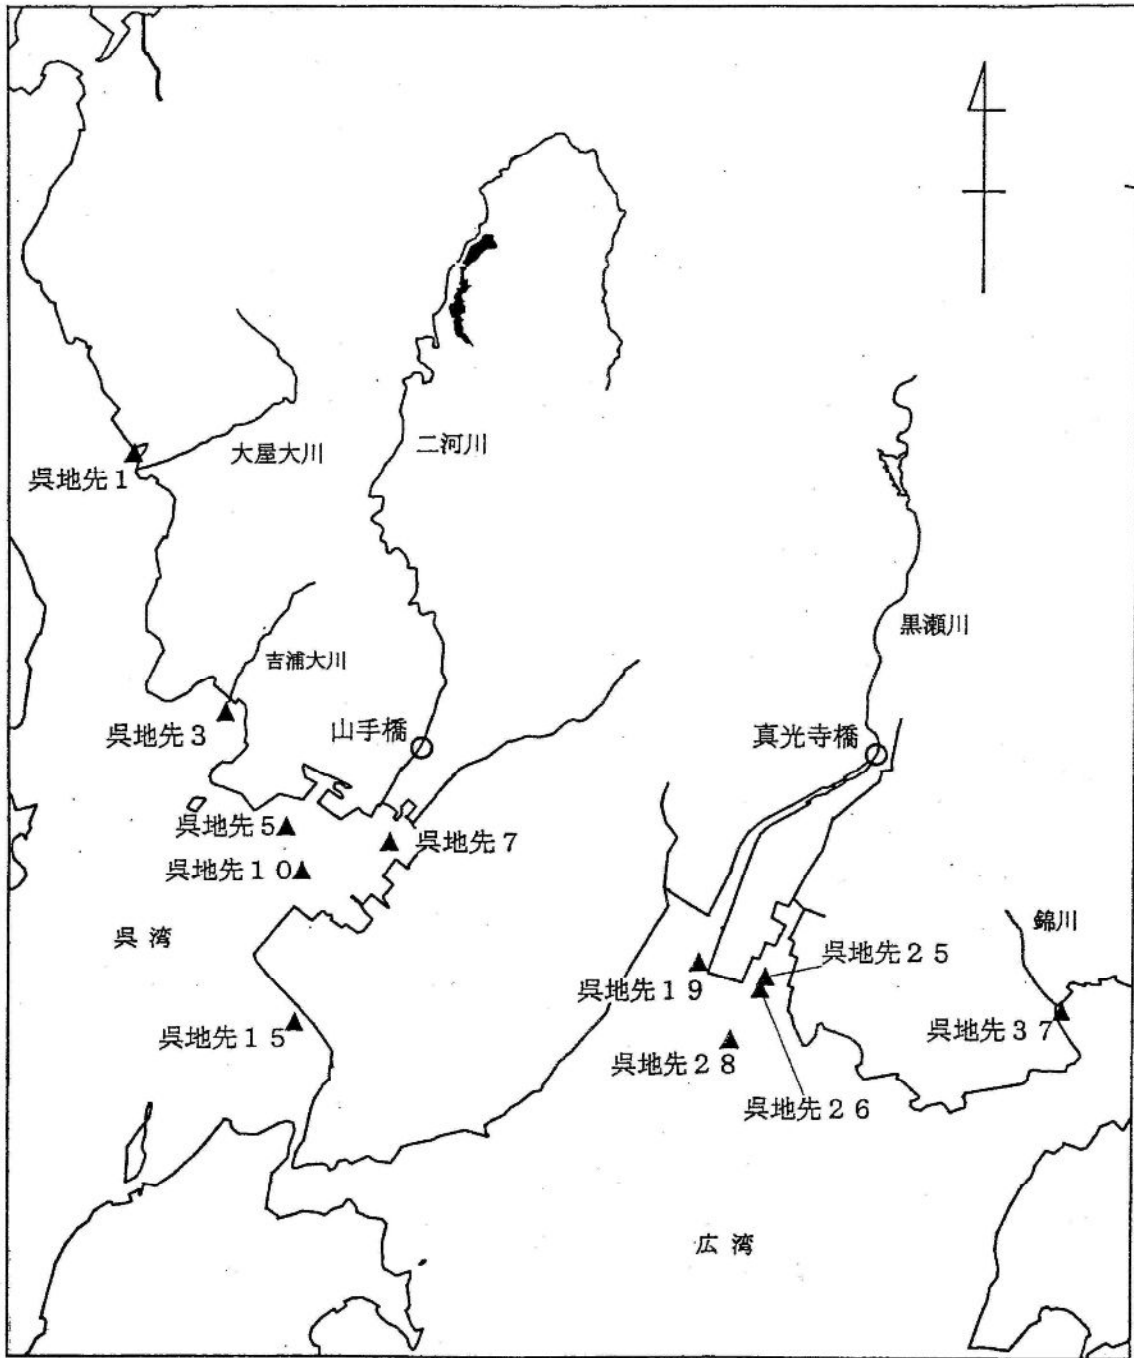 大屋大川
二河川
呉地先1
黒瀬川
吉浦大川
呉地先3
山手橋
真光寺橋
呉地先5
呉地先7
呉地先10
呉湾
錦川
呉地先25
呉地先19
呉地先37
呉地先15
呉地先28
呉地先26
広湾